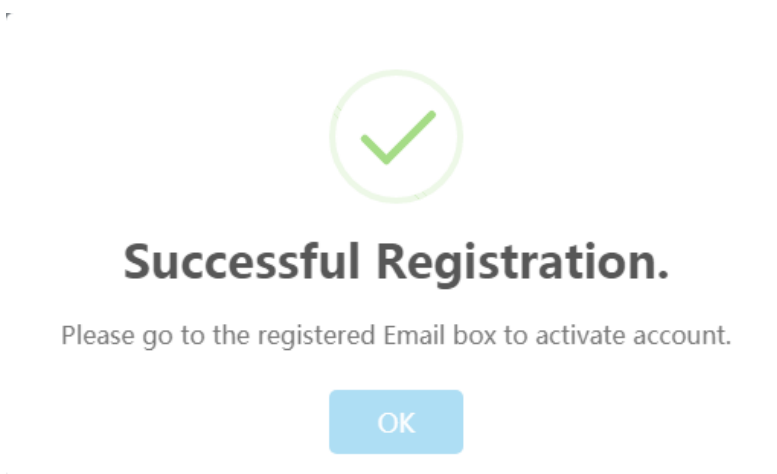 Successful Registration.
Please go to the registered Email box to activate account.
OK